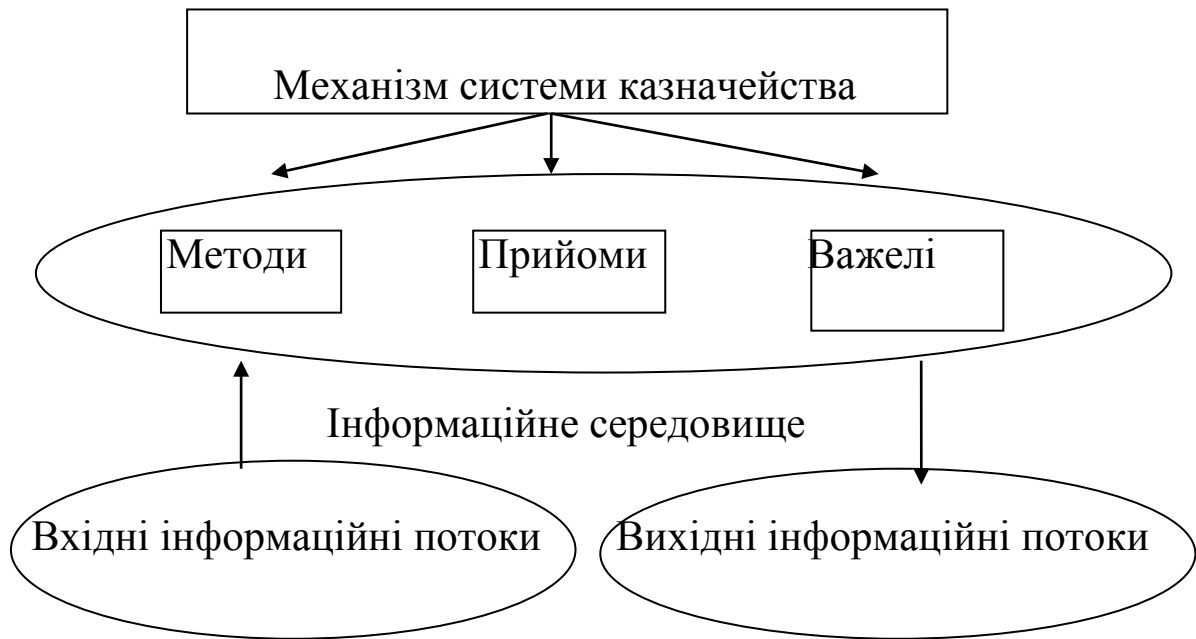 Механізм системи казначейства
Методи
Прийоми
Важелі
Інформаційне середовище
Вхідні інформаційні потоки
Вихідні інформаційні потоки